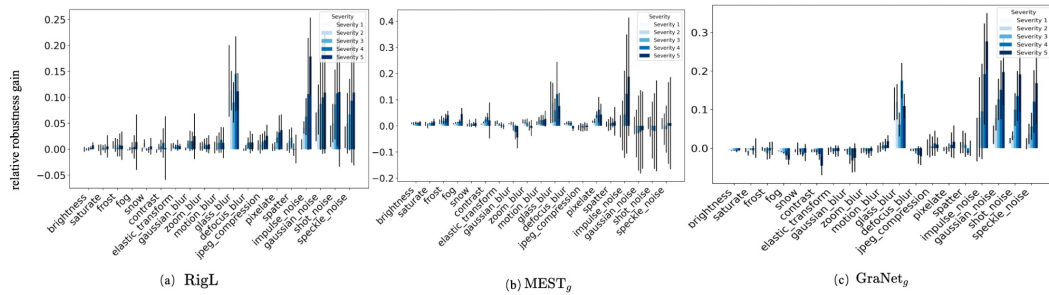 relative robustness gain
0.25
0.20
0.15
0.10
0.05
0.00
−0.05
Severity
Severity 1
Severity 2
Severity 3
Severity 4
Severity 5
brightness
saturate
frost
fog
snow
contrast
elastic_transform
gaussian_blur
zoom_blur
motion_blur
glass_blur
defocus_blur
jpeg_compression
pixelate
spatter
impulse_noise
gaussian_noise
shot_noise
speckle_noise
(a) RigL
0.4
0.3
0.2
0.1
0.0
−0.1
−0.2
Severity
Severity 1
Severity 2
Severity 3
Severity 4
Severity 5
brightness
saturate
frost
fog
snow
contrast
elastic_transform
gaussian_blur
zoom_blur
motion_blur
glass_blur
defocus_blur
jpeg_compression
pixelate
spatter
impulse_noise
gaussian_noise
shot_noise
speckle_noise
(b) MEST_g
0.3
0.2
0.1
0.0
Severity
Severity 1
Severity 2
Severity 3
Severity 4
Severity 5
brightness
saturate
frost
fog
snow
contrast
elastic_transform
gaussian_blur
zoom_blur
motion_blur
glass_blur
defocus_blur
jpeg_compression
pixelate
spatter
impulse_noise
gaussian_noise
shot_noise
speckle_noise
(c) GraNet_g